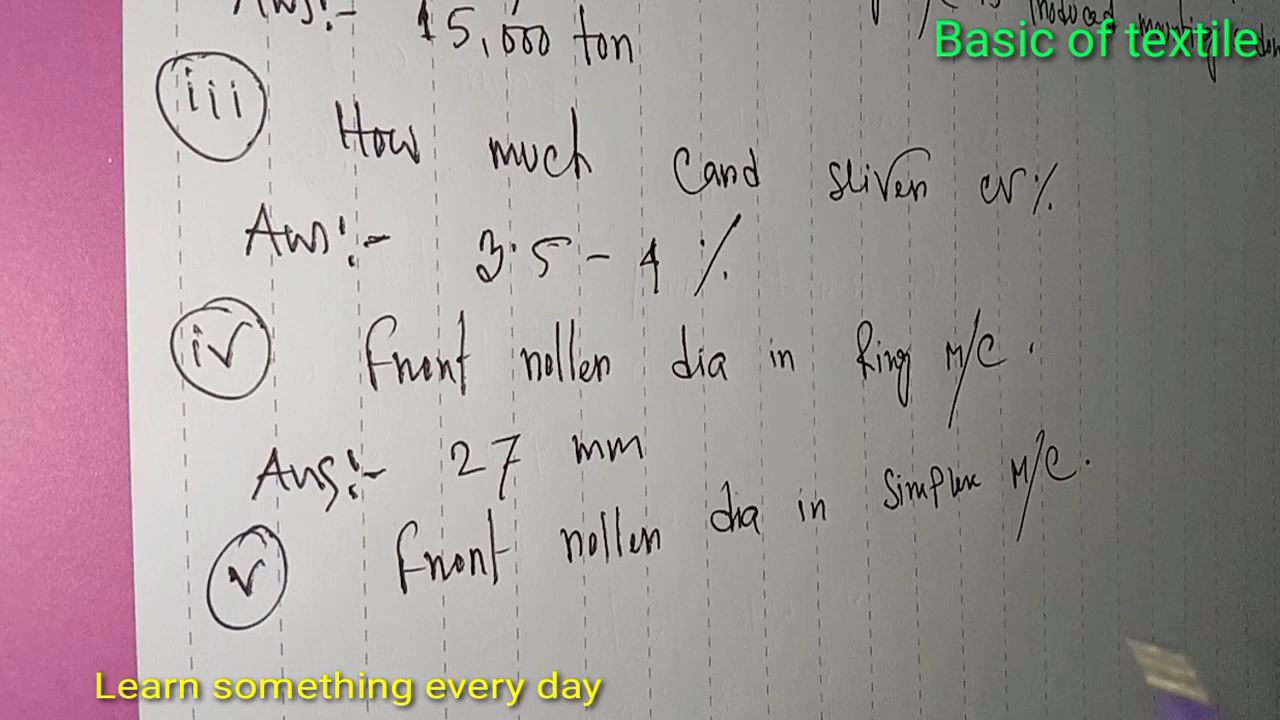 Ans:- 15,000 ton
Basic of textile
iii How much Card sliver cv%
Ans:- 3.5 - 4 %
iv Front roller dia in Ring M/C.
Ans:- 27 mm
v Front roller dia in Simplex M/C.
Learn something every day